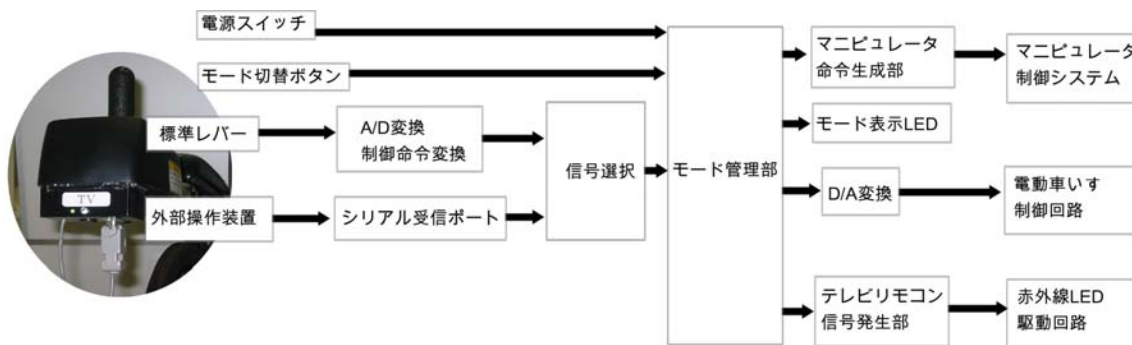 電源スイッチ
モード切替ボタン
標準レバー
A/D変換
制御命令変換
外部操作装置
シリアル受信ポート
信号選択
モード管理部
マニピュレータ
命令生成部
マニピュレータ
制御システム
モード表示LED
D/A変換
電動車いす
制御回路
テレビリモコン
信号発生部
赤外線LED
駆動回路
TV